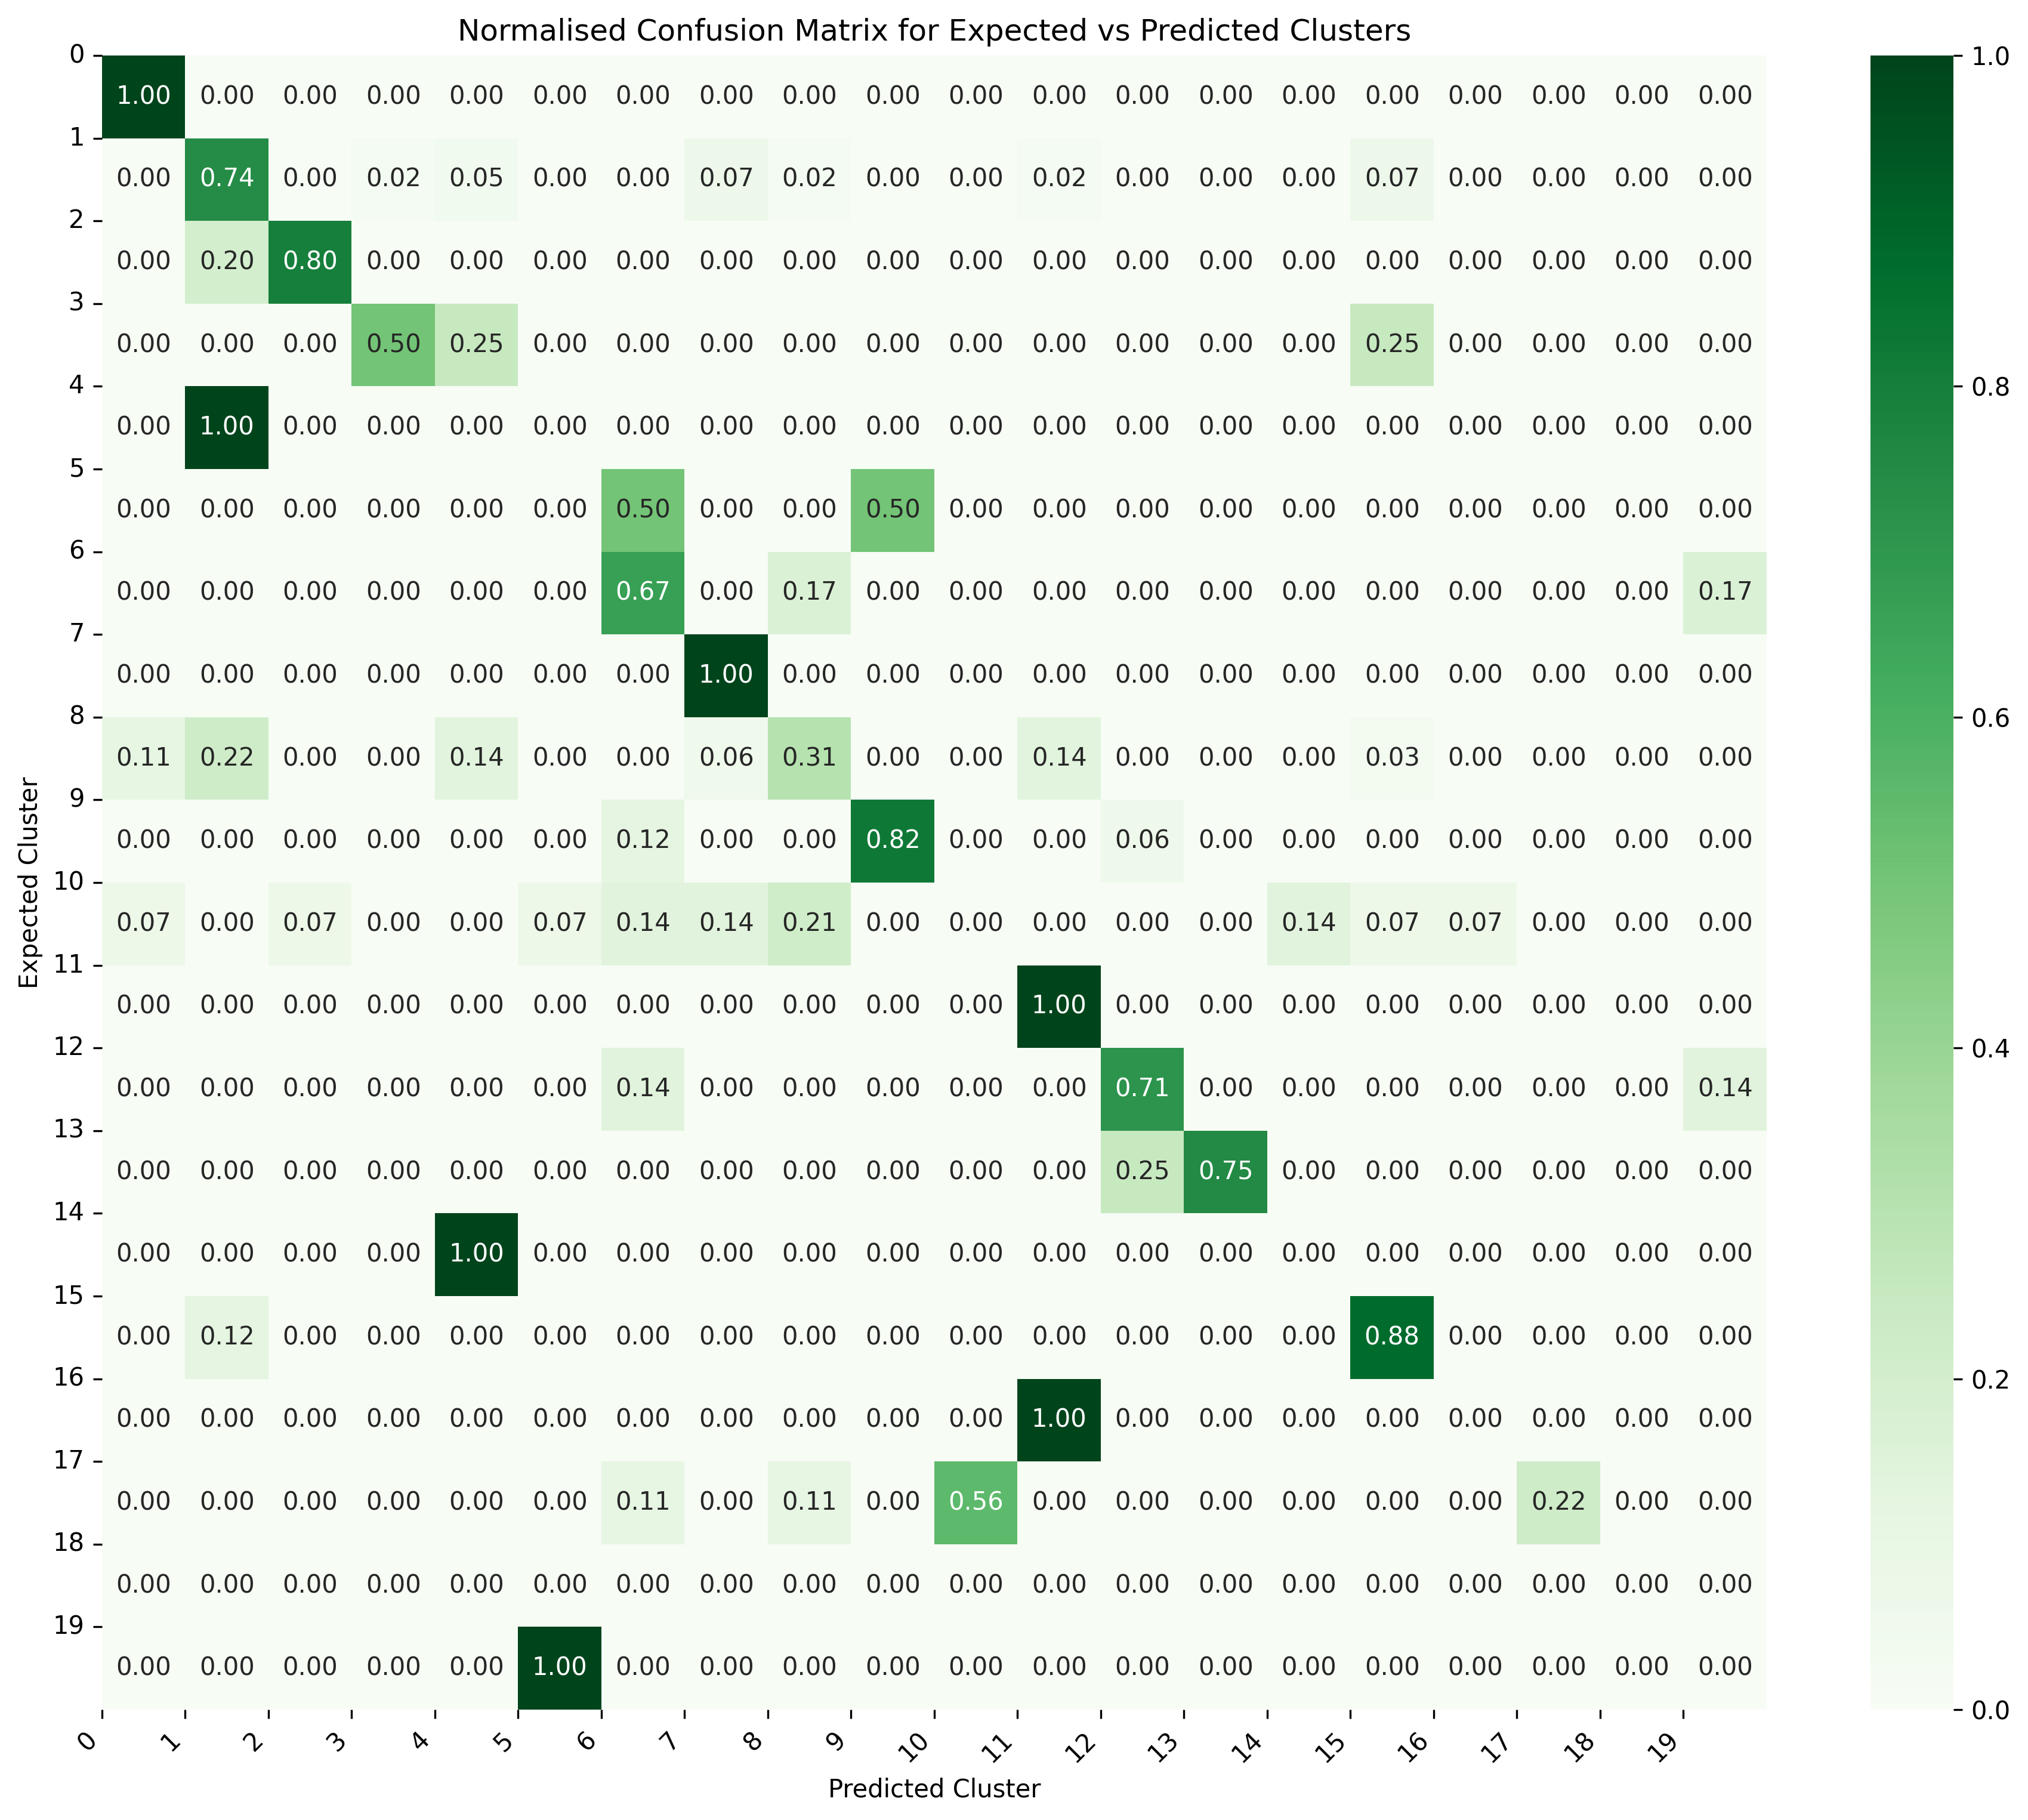 Normalised Confusion Matrix for Expected vs Predicted Clusters
0
1.00 0.00 0.00 0.00 0.00 0.00 0.00 0.00 0.00 0.00 0.00 0.00 0.00 0.00 0.00 0.00 0.00 0.00 0.00 0.00
1
0.00 0.74 0.00 0.02 0.05 0.00 0.00 0.07 0.02 0.00 0.00 0.02 0.00 0.00 0.00 0.07 0.00 0.00 0.00 0.00
2
0.00 0.20 0.80 0.00 0.00 0.00 0.00 0.00 0.00 0.00 0.00 0.00 0.00 0.00 0.00 0.00 0.00 0.00 0.00 0.00
3
0.00 0.00 0.00 0.50 0.25 0.00 0.00 0.00 0.00 0.00 0.00 0.00 0.00 0.00 0.00 0.25 0.00 0.00 0.00 0.00
4
0.00 1.00 0.00 0.00 0.00 0.00 0.00 0.00 0.00 0.00 0.00 0.00 0.00 0.00 0.00 0.00 0.00 0.00 0.00 0.00
5
0.00 0.00 0.00 0.00 0.00 0.00 0.50 0.00 0.00 0.50 0.00 0.00 0.00 0.00 0.00 0.00 0.00 0.00 0.00 0.00
6
0.00 0.00 0.00 0.00 0.00 0.00 0.67 0.00 0.17 0.00 0.00 0.00 0.00 0.00 0.00 0.00 0.00 0.00 0.00 0.17
7
0.00 0.00 0.00 0.00 0.00 0.00 0.00 1.00 0.00 0.00 0.00 0.00 0.00 0.00 0.00 0.00 0.00 0.00 0.00 0.00
8
0.11 0.22 0.00 0.00 0.14 0.00 0.00 0.06 0.31 0.00 0.00 0.14 0.00 0.00 0.00 0.03 0.00 0.00 0.00 0.00
9
0.00 0.00 0.00 0.00 0.00 0.00 0.12 0.00 0.00 0.82 0.00 0.00 0.06 0.00 0.00 0.00 0.00 0.00 0.00 0.00
10
0.07 0.00 0.07 0.00 0.00 0.07 0.14 0.14 0.21 0.00 0.00 0.00 0.00 0.00 0.14 0.07 0.07 0.00 0.00 0.00
11
0.00 0.00 0.00 0.00 0.00 0.00 0.00 0.00 0.00 0.00 0.00 1.00 0.00 0.00 0.00 0.00 0.00 0.00 0.00 0.00
12
0.00 0.00 0.00 0.00 0.00 0.00 0.14 0.00 0.00 0.00 0.00 0.00 0.71 0.00 0.00 0.00 0.00 0.00 0.00 0.14
13
0.00 0.00 0.00 0.00 0.00 0.00 0.00 0.00 0.00 0.00 0.00 0.00 0.25 0.75 0.00 0.00 0.00 0.00 0.00 0.00
14
0.00 0.00 0.00 0.00 1.00 0.00 0.00 0.00 0.00 0.00 0.00 0.00 0.00 0.00 0.00 0.00 0.00 0.00 0.00 0.00
15
0.00 0.12 0.00 0.00 0.00 0.00 0.00 0.00 0.00 0.00 0.00 0.00 0.00 0.00 0.00 0.88 0.00 0.00 0.00 0.00
16
0.00 0.00 0.00 0.00 0.00 0.00 0.00 0.00 0.00 0.00 0.00 1.00 0.00 0.00 0.00 0.00 0.00 0.00 0.00 0.00
17
0.00 0.00 0.00 0.00 0.00 0.00 0.11 0.00 0.11 0.00 0.56 0.00 0.00 0.00 0.00 0.00 0.00 0.22 0.00 0.00
18
0.00 0.00 0.00 0.00 0.00 0.00 0.00 0.00 0.00 0.00 0.00 0.00 0.00 0.00 0.00 0.00 0.00 0.00 0.00 0.00
19
0.00 0.00 0.00 0.00 0.00 1.00 0.00 0.00 0.00 0.00 0.00 0.00 0.00 0.00 0.00 0.00 0.00 0.00 0.00 0.00
0 1 2 3 4 5 6 7 8 9 10 11 12 13 14 15 16 17 18 19
Predicted Cluster
Expected Cluster
1.0
0.8
0.6
0.4
0.2
0.0